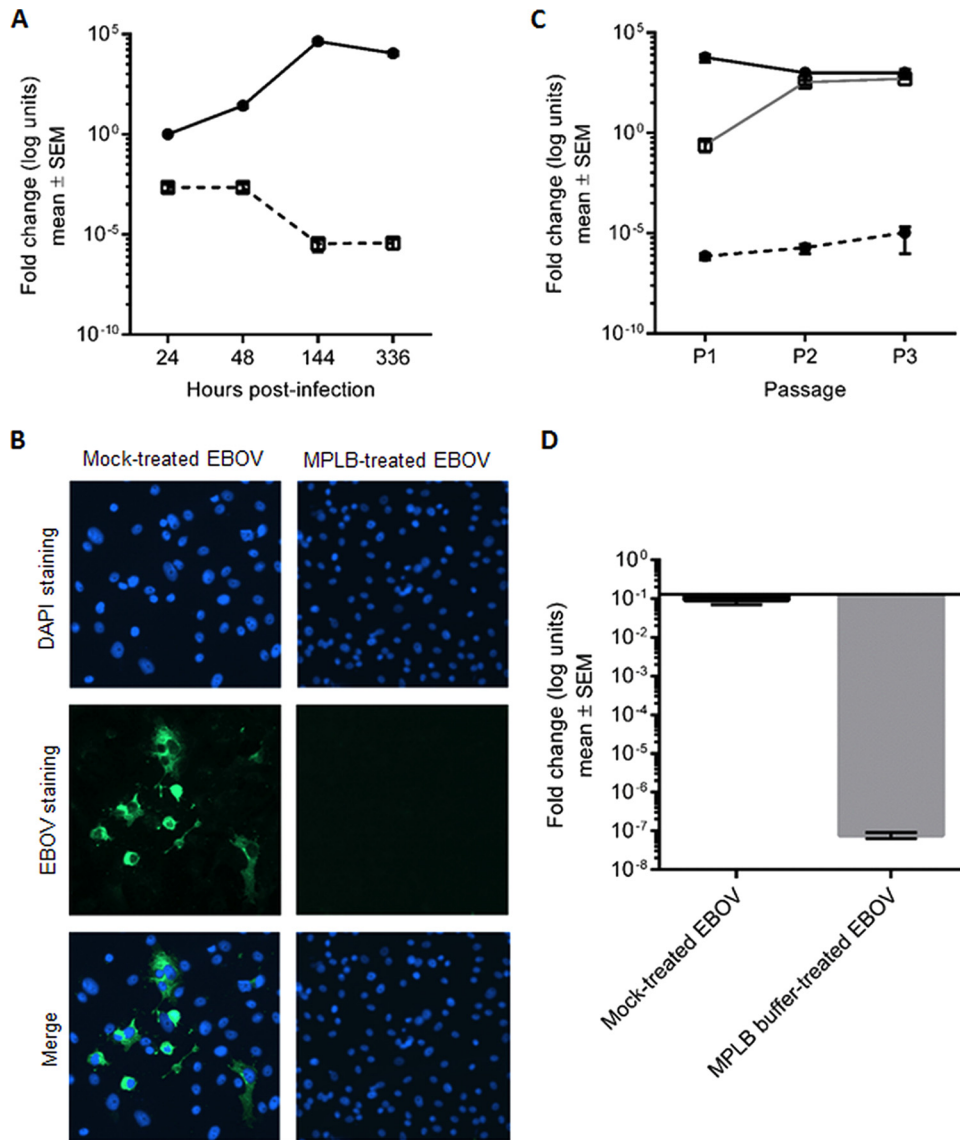 A
Fold change (log units)
mean ± SEM
10^5
10^0
10^-5
10^-10
24 48 144 336
Hours post-infection
C
Fold change (log units)
mean ± SEM
10^5
10^0
10^-5
10^-10
P1 P2 P3
Passage
B
Mock-treated EBOV MPLB-treated EBOV
DAPI staining
EBOV staining
Merge
D
Fold change (log units)
mean ± SEM
10^0
10^-1
10^-2
10^-3
10^-4
10^-5
10^-6
10^-7
10^-8
Mock-treated EBOV
MPLB buffer-treated EBOV